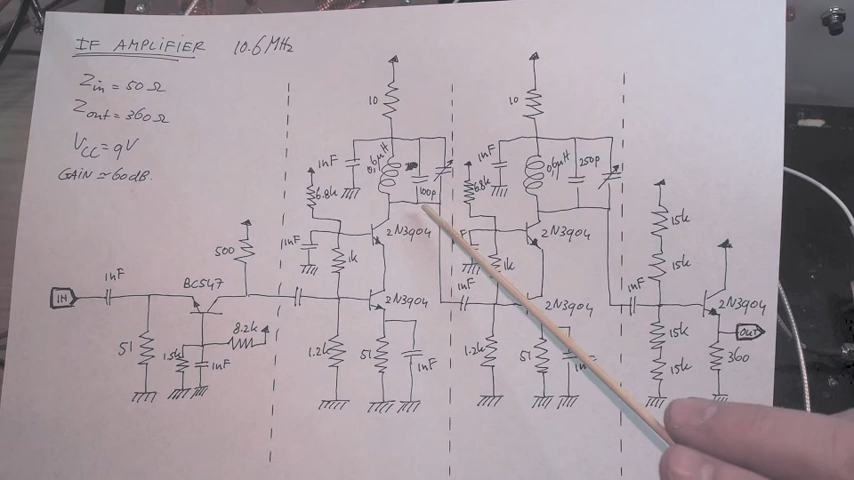 IF AMPLIFIER 10.6MHz
Zin = 50Ω
Zout = 360Ω
VCC = 9V
GAIN ≃ 60dB.
10
10
1nF
0,6μH
100p
1nF
0,6μH
250p
6.8k
6.8k
15k
2N3904
2N3904
500
1nF
1k
1k
15k
1nF
BC547
1nF
1nF
IN
2N3904
2N3904
2N3904
OUT
51
8.2k
15k
1.5k
1nF
1.2k
51
1nF
1.2k
51
1nF
15k
360